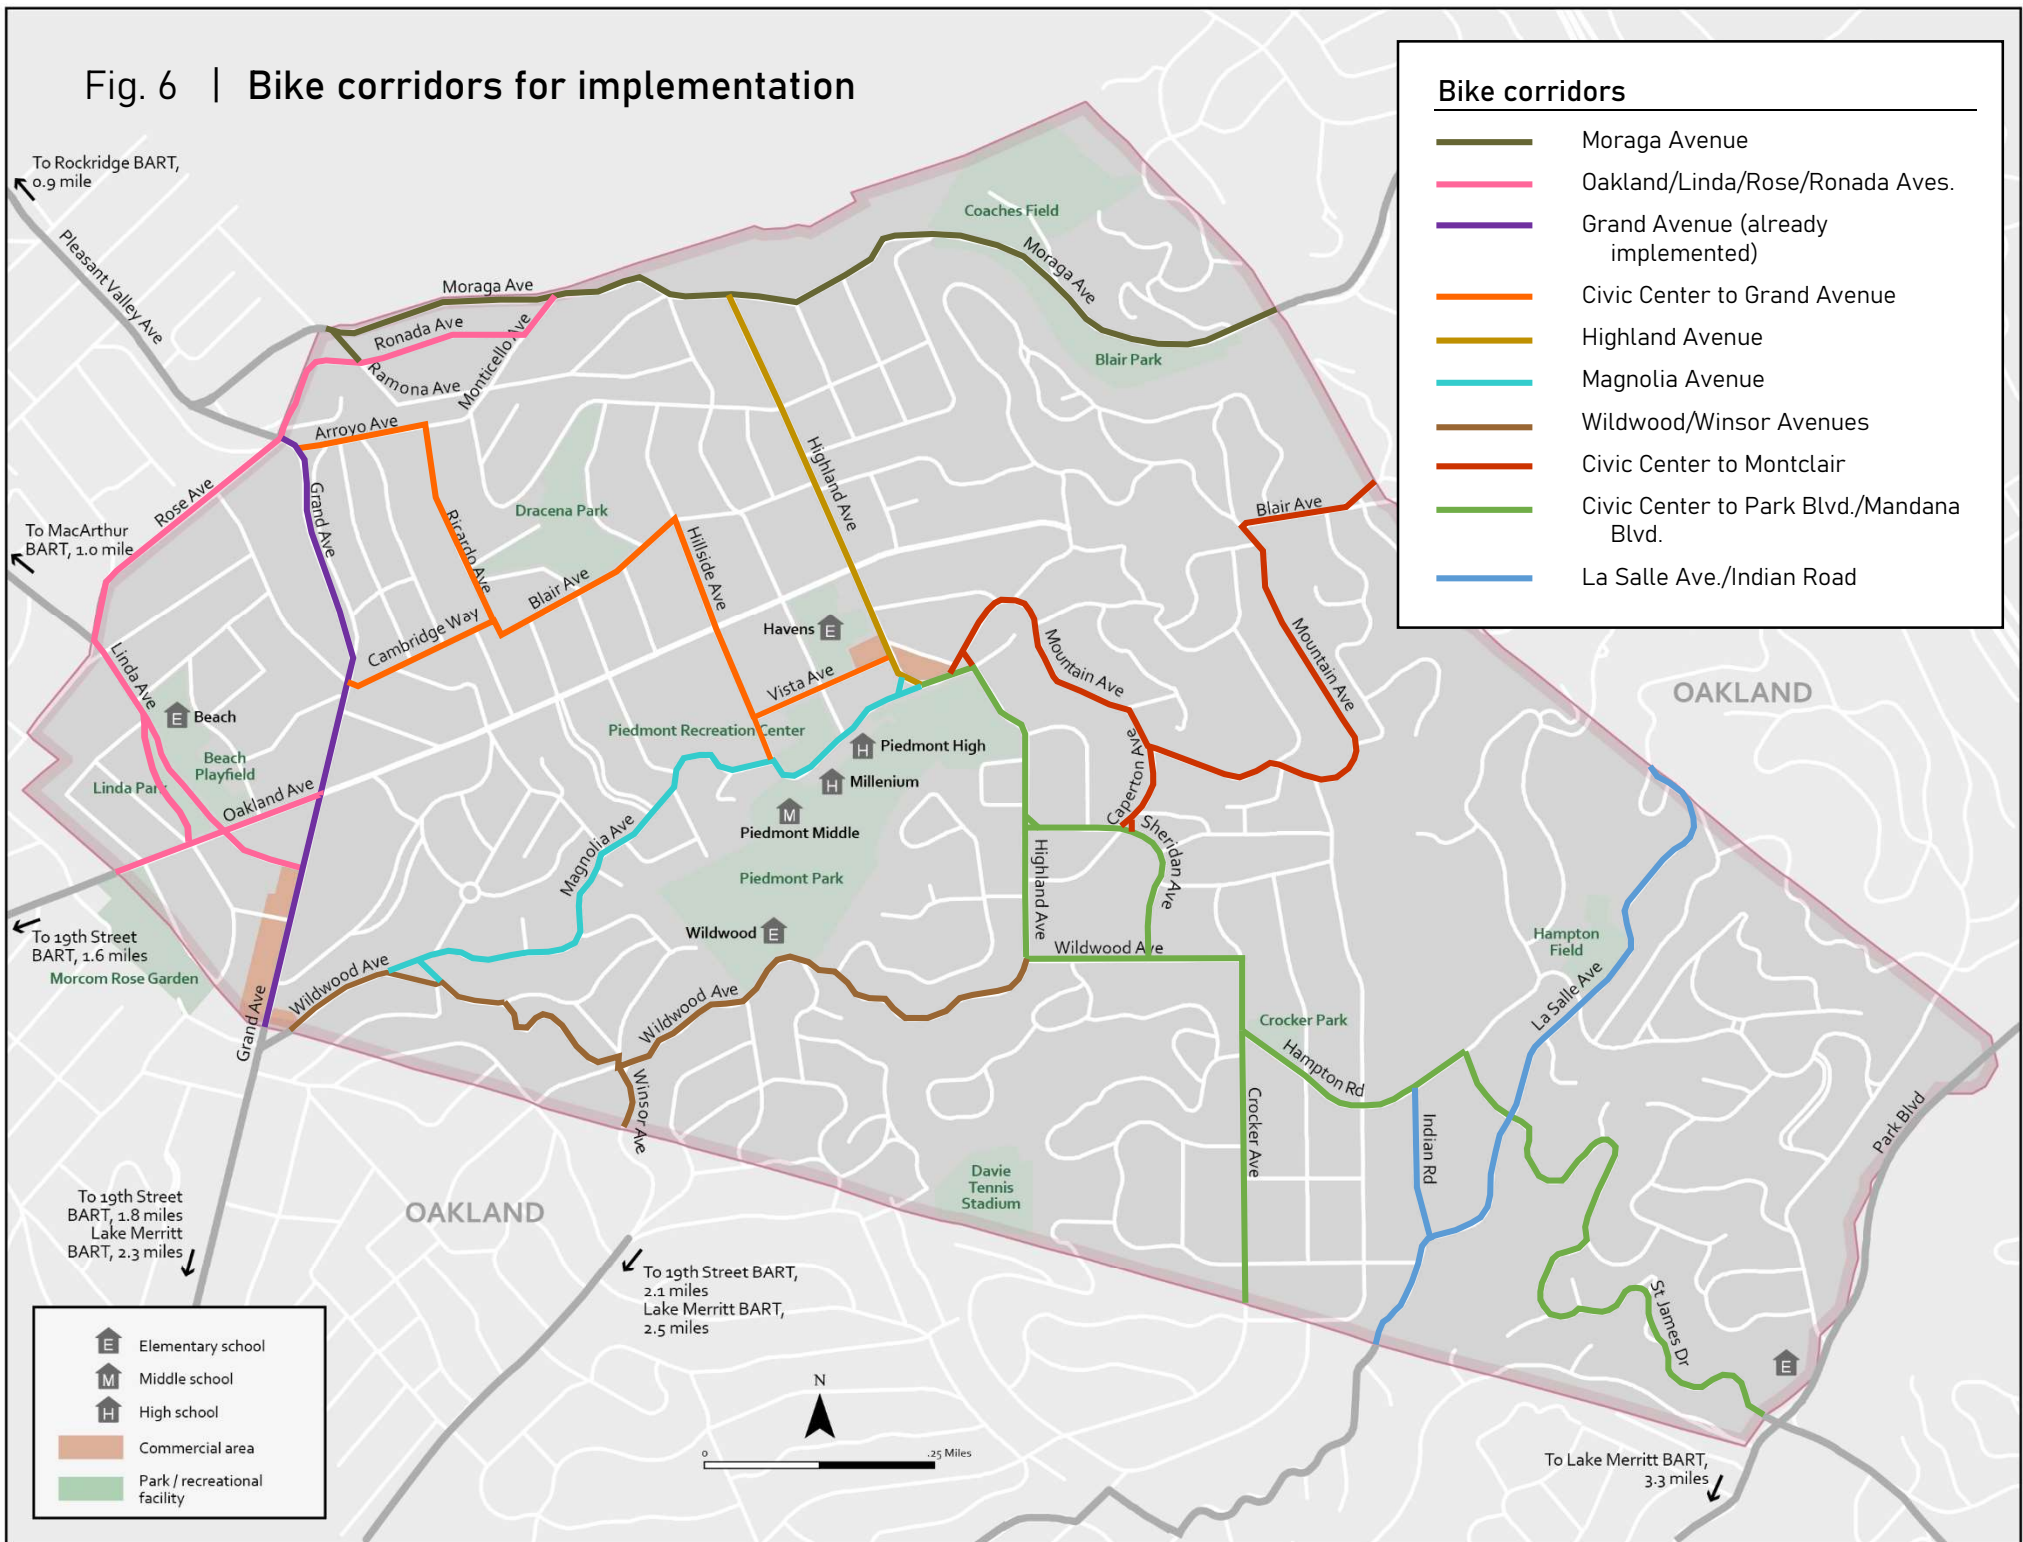 Fig. 6 | Bike corridors for implementation
Bike corridors
Moraga Avenue
Oakland/Linda/Rose/Ronada Aves.
Grand Avenue (already
implemented)
Civic Center to Grand Avenue
Highland Avenue
Magnolia Avenue
Wildwood/Winsor Avenues
Civic Center to Montclair
Civic Center to Park Blvd./Mandana
Blvd.
La Salle Ave./Indian Road
To Rockridge BART,
0.9 mile
Pleasant Valley Ave
Coaches Field
Moraga Ave
Moraga Ave
Ronada Ave
Monticello Ave
Ramona Ave
Blair Park
Arroyo Ave
Highland Ave
Rose Ave
Grand Ave
Ricardo Ave
Dracena Park
Hillside Ave
Blair Ave
To MacArthur
BART, 1.0 mile
Blair Ave
Cambridge Way
Havens
E
Mountain Ave
Mountain Ave
Linda Ave
Vista Ave
OAKLAND
E
Beach
Piedmont Recreation Center
H
Piedmont High
Caperton Ave
Beach
Playfield
Linda Park
H
Millenium
Oakland Ave
M
Piedmont Middle
Sheridan Ave
Magnolia Ave
Highland Ave
Piedmont Park
To 19th Street
BART, 1.6 miles
Wildwood
E
Wildwood Ave
Hampton
Field
Morcom Rose Garden
Wildwood Ave
Wildwood Ave
La Salle Ave
Grand Ave
Crocker Park
Hampton Rd
Winsor Ave
Crocker Ave
Indian Rd
Park Blvd
Davie
Tennis
Stadium
To 19th Street
BART, 1.8 miles
Lake Merritt
BART, 2.3 miles
OAKLAND
To 19th Street BART,
2.1 miles
Lake Merritt BART,
2.5 miles
St James Dr
E
E
Elementary school
M
Middle school
H
High school
Commercial area
Park / recreational
facility
N
0
.25 Miles
To Lake Merritt BART,
3.3 miles